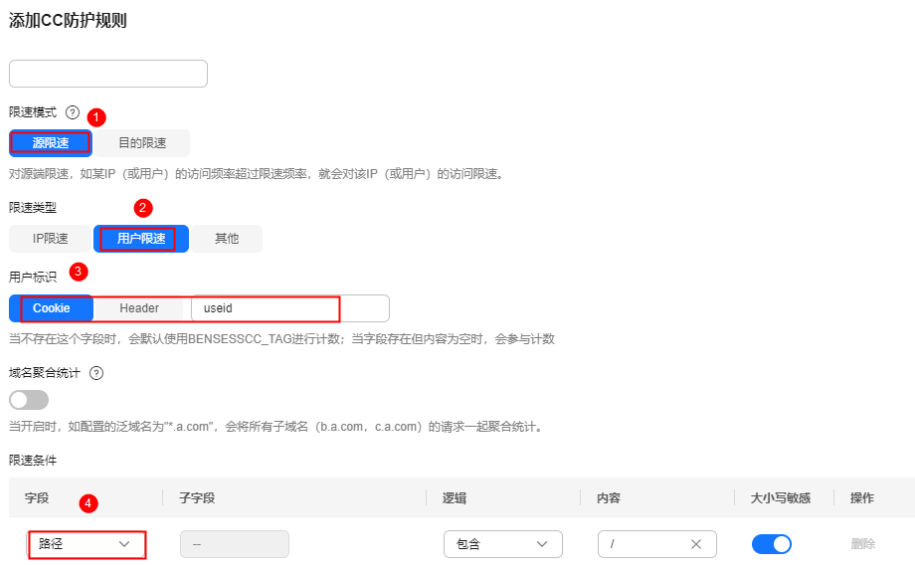 添加CC防护规则
限速模式 ? 1
源限速 目的限速
对源端限速，如某IP（或用户）的访问频率超过限速频率，就会对该IP（或用户）的访问限速。
限速类型 2
IP限速 用户限速 其他
用户标识 3
Cookie Header useid
当不存在这个字段时，会默认使用BENSESSCC_TAG进行计数；当字段存在但内容为空时，会参与计数
域名聚合统计 ?
当开启时，如配置的泛域名为"*.a.com"，会将所有子域名（b.a.com，c.a.com）的请求一起聚合统计。
限速条件
字段 4 子字段 逻辑 内容 大小写敏感 操作
路径 -- 包含 / 删除